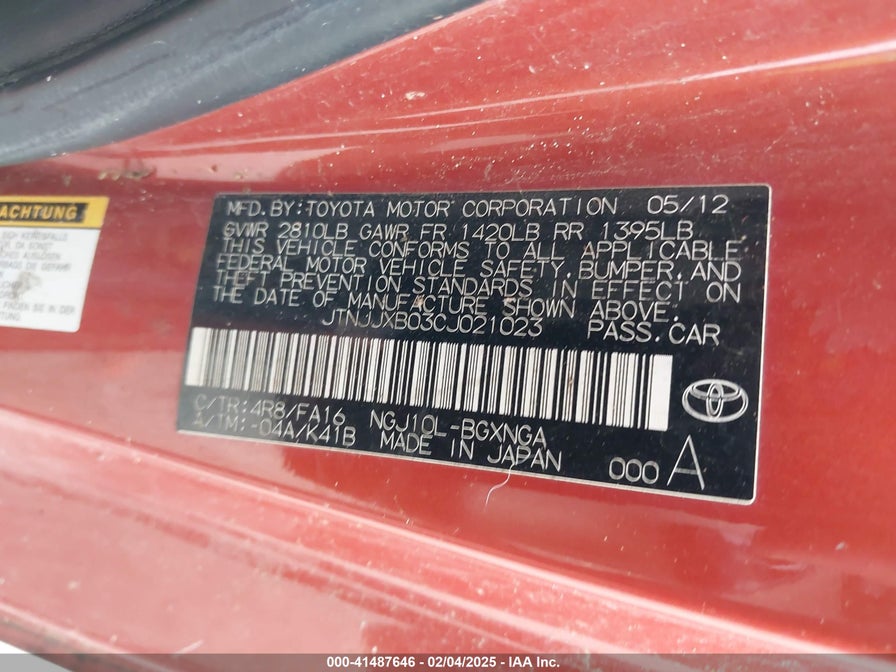 ACHTUNG
MFD.BY:TOYOTA MOTOR CORPORATION 05/12
GVWR 2810LB GAWR FR 1420LB RR 1395LB
THIS VEHICLE CONFORMS TO ALL APPLICABLE
FEDERAL MOTOR VEHICLE SAFETY,BUMPER,AND
THEFT PREVENTION STANDARDS IN EFFECT ON
THE DATE OF MANUFACTURE SHOWN ABOVE.
JTNJJXB03CJ021023 PASS.CAR
C/TR:4R8/FA16 NGJ10L-BGXNGA
A/TM:-04A/K41B MADE IN JAPAN
000 A
000-41487646 - 02/04/2025 - IAA Inc.